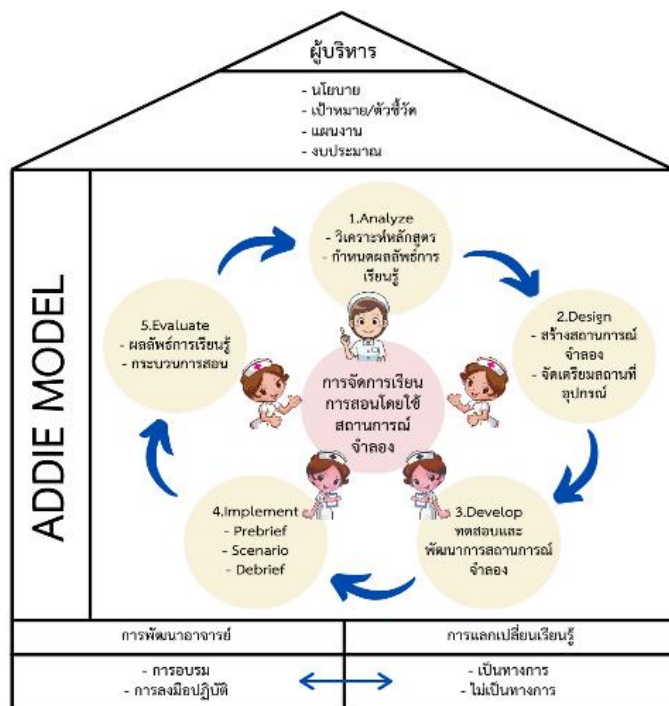 ผู้บริหาร
- นโยบาย
- เป้าหมาย/ตัวชี้วัด
- แผนงาน
- งบประมาณ
ADDIE MODEL
1.Analyze
- วิเคราะห์หลักสูตร
- กำหนดผลลัพธ์การ
เรียนรู้
2.Design
- สร้างสถานการณ์
จำลอง
- จัดเตรียมสถานที่
อุปกรณ์
3.Develop
ทดสอบและ
พัฒนาการสถานการณ์
จำลอง
4.Implement
- Prebrief
- Scenario
- Debrief
5.Evaluate
- ผลลัพธ์การเรียนรู้
- กระบวนการสอน
การจัดการเรียน
การสอนโดยใช้
สถานการณ์
จำลอง
การพัฒนาอาจารย์
การแลกเปลี่ยนเรียนรู้
- การอบรม
- การลงมือปฏิบัติ
- เป็นทางการ
- ไม่เป็นทางการ